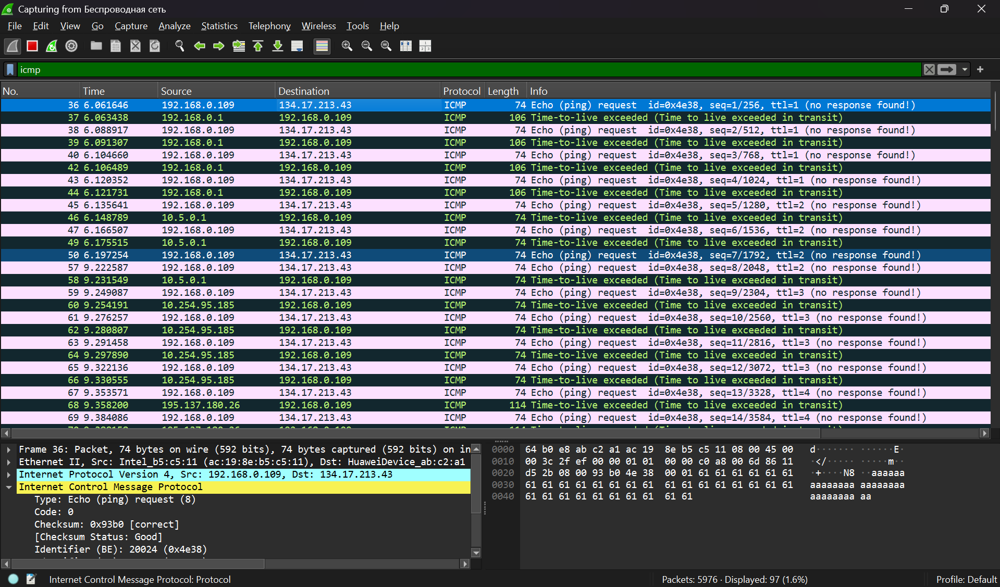 Capturing from Беспроводная сеть
File Edit View Go Capture Analyze Statistics Telephony Wireless Tools Help
icmp
No. Time Source Destination Protocol Length Info
36 6.061646 192.168.0.109 134.17.213.43 ICMP 74 Echo (ping) request id=0x4e38, seq=1/256, ttl=1 (no response found!)
37 6.063438 192.168.0.1 192.168.0.109 ICMP 106 Time-to-live exceeded (Time to live exceeded in transit)
38 6.088917 192.168.0.109 134.17.213.43 ICMP 74 Echo (ping) request id=0x4e38, seq=2/512, ttl=1 (no response found!)
39 6.091307 192.168.0.1 192.168.0.109 ICMP 106 Time-to-live exceeded (Time to live exceeded in transit)
40 6.104660 192.168.0.109 134.17.213.43 ICMP 74 Echo (ping) request id=0x4e38, seq=3/768, ttl=1 (no response found!)
42 6.106489 192.168.0.1 192.168.0.109 ICMP 106 Time-to-live exceeded (Time to live exceeded in transit)
43 6.120352 192.168.0.109 134.17.213.43 ICMP 74 Echo (ping) request id=0x4e38, seq=4/1024, ttl=1 (no response found!)
44 6.121731 192.168.0.1 192.168.0.109 ICMP 106 Time-to-live exceeded (Time to live exceeded in transit)
45 6.135641 192.168.0.109 134.17.213.43 ICMP 74 Echo (ping) request id=0x4e38, seq=5/1280, ttl=2 (no response found!)
46 6.148789 10.5.0.1 192.168.0.109 ICMP 74 Time-to-live exceeded (Time to live exceeded in transit)
47 6.166507 192.168.0.109 134.17.213.43 ICMP 74 Echo (ping) request id=0x4e38, seq=6/1536, ttl=2 (no response found!)
49 6.175515 10.5.0.1 192.168.0.109 ICMP 74 Time-to-live exceeded (Time to live exceeded in transit)
50 6.197254 192.168.0.109 134.17.213.43 ICMP 74 Echo (ping) request id=0x4e38, seq=7/1792, ttl=2 (no response found!)
57 9.222587 192.168.0.109 134.17.213.43 ICMP 74 Echo (ping) request id=0x4e38, seq=8/2048, ttl=2 (no response found!)
58 9.231549 10.5.0.1 192.168.0.109 ICMP 74 Time-to-live exceeded (Time to live exceeded in transit)
59 9.249087 192.168.0.109 134.17.213.43 ICMP 74 Echo (ping) request id=0x4e38, seq=9/2304, ttl=3 (no response found!)
60 9.254191 10.254.95.185 192.168.0.109 ICMP 74 Time-to-live exceeded (Time to live exceeded in transit)
61 9.276257 192.168.0.109 134.17.213.43 ICMP 74 Echo (ping) request id=0x4e38, seq=10/2560, ttl=3 (no response found!)
62 9.280807 10.254.95.185 192.168.0.109 ICMP 74 Time-to-live exceeded (Time to live exceeded in transit)
63 9.291458 192.168.0.109 134.17.213.43 ICMP 74 Echo (ping) request id=0x4e38, seq=11/2816, ttl=3 (no response found!)
64 9.297890 10.254.95.185 192.168.0.109 ICMP 74 Time-to-live exceeded (Time to live exceeded in transit)
65 9.322136 192.168.0.109 134.17.213.43 ICMP 74 Echo (ping) request id=0x4e38, seq=12/3072, ttl=3 (no response found!)
66 9.330555 10.254.95.185 192.168.0.109 ICMP 74 Time-to-live exceeded (Time to live exceeded in transit)
67 9.353571 192.168.0.109 134.17.213.43 ICMP 74 Echo (ping) request id=0x4e38, seq=13/3328, ttl=4 (no response found!)
68 9.358200 195.137.180.26 192.168.0.109 ICMP 114 Time-to-live exceeded (Time to live exceeded in transit)
69 9.384086 192.168.0.109 134.17.213.43 ICMP 74 Echo (ping) request id=0x4e38, seq=14/3584, ttl=4 (no response found!)
Frame 36: Packet, 74 bytes on wire (592 bits), 74 bytes captured (592 bits) on in
Ethernet II, Src: Intel_b5:c5:11 (ac:19:8e:b5:c5:11), Dst: HuaweiDevice_ab:c2:a1
Internet Protocol Version 4, Src: 192.168.0.109, Dst: 134.17.213.43
Internet Control Message Protocol
Type: Echo (ping) request (8)
Code: 0
Checksum: 0x93b0 [correct]
[Checksum Status: Good]
Identifier (BE): 20024 (0x4e38)
0000 64 b0 e8 ab c2 a1 ac 19 8e b5 c5 11 08 00 45 00 d······· ······E·
0010 00 3c 2f ef 00 00 01 01 00 00 c0 a8 00 6d 86 11 ·</····· ·····m··
0020 d5 2b 08 00 93 b0 4e 38 00 01 61 61 61 61 61 61 ·+····N8 ··aaaaaa
0030 61 61 61 61 61 61 61 61 61 61 61 61 61 61 61 61 aaaaaaaa aaaaaaaa
0040 61 61 61 61 61 61 61 61 61 61 aaaaaaaa aa
Internet Control Message Protocol: Protocol
Packets: 5976 · Displayed: 97 (1.6%)
Profile: Default